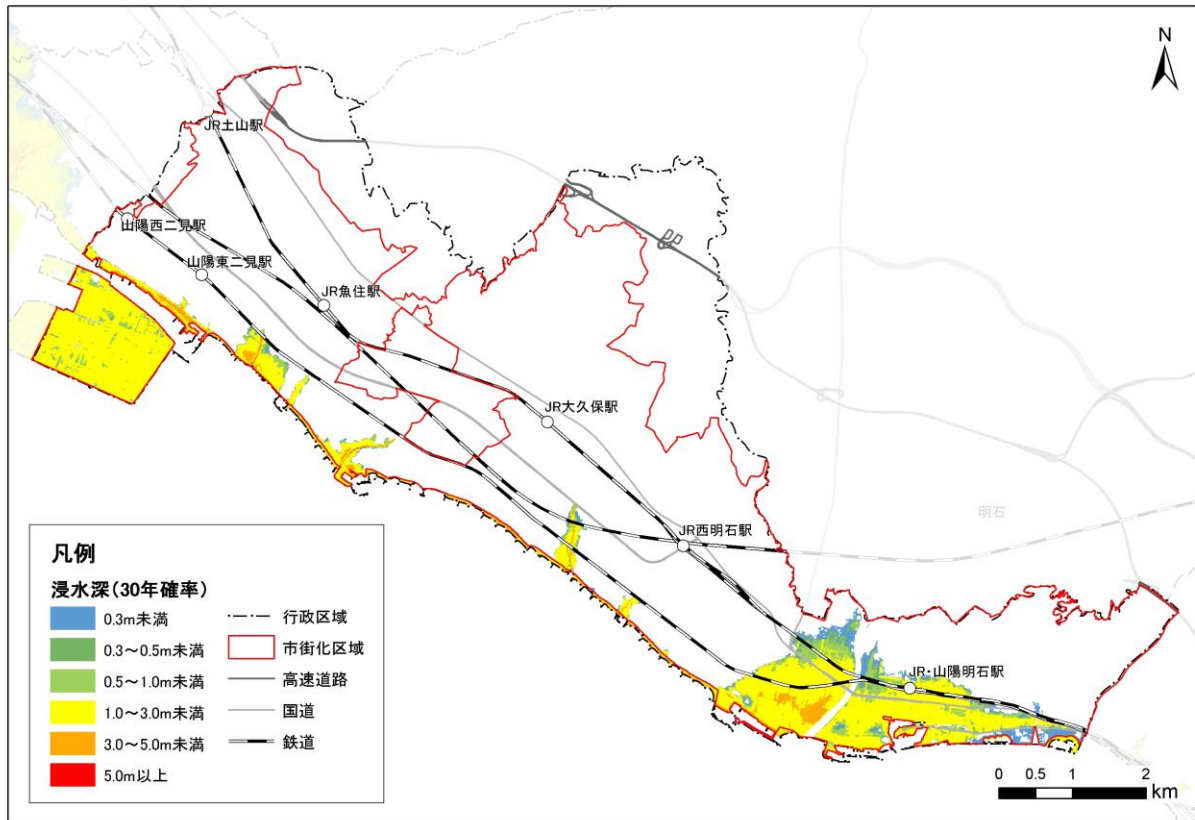 N
JR土山駅
山陽西二見駅
山陽東二見駅
JR魚住駅
JR大久保駅
明石
JR西明石駅
JR・山陽明石駅
凡例
浸水深(30年確率)
0.3m未満
0.3～0.5m未満
0.5～1.0m未満
1.0～3.0m未満
3.0～5.0m未満
5.0m以上
行政区域
市街化区域
高速道路
国道
鉄道
0 0.5 1 2
km